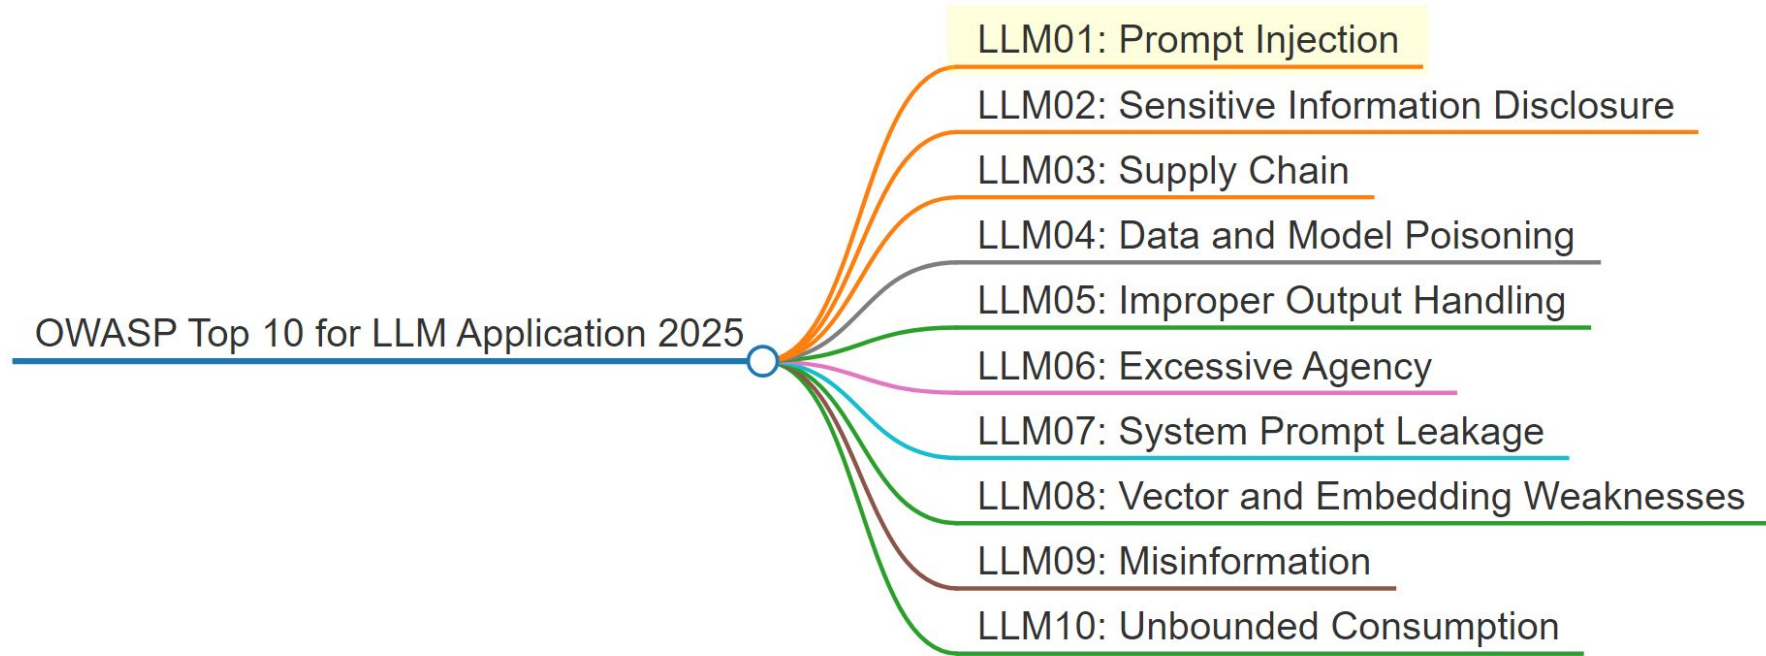 OWASP Top 10 for LLM Application 2025
LLM01: Prompt Injection
LLM02: Sensitive Information Disclosure
LLM03: Supply Chain
LLM04: Data and Model Poisoning
LLM05: Improper Output Handling
LLM06: Excessive Agency
LLM07: System Prompt Leakage
LLM08: Vector and Embedding Weaknesses
LLM09: Misinformation
LLM10: Unbounded Consumption